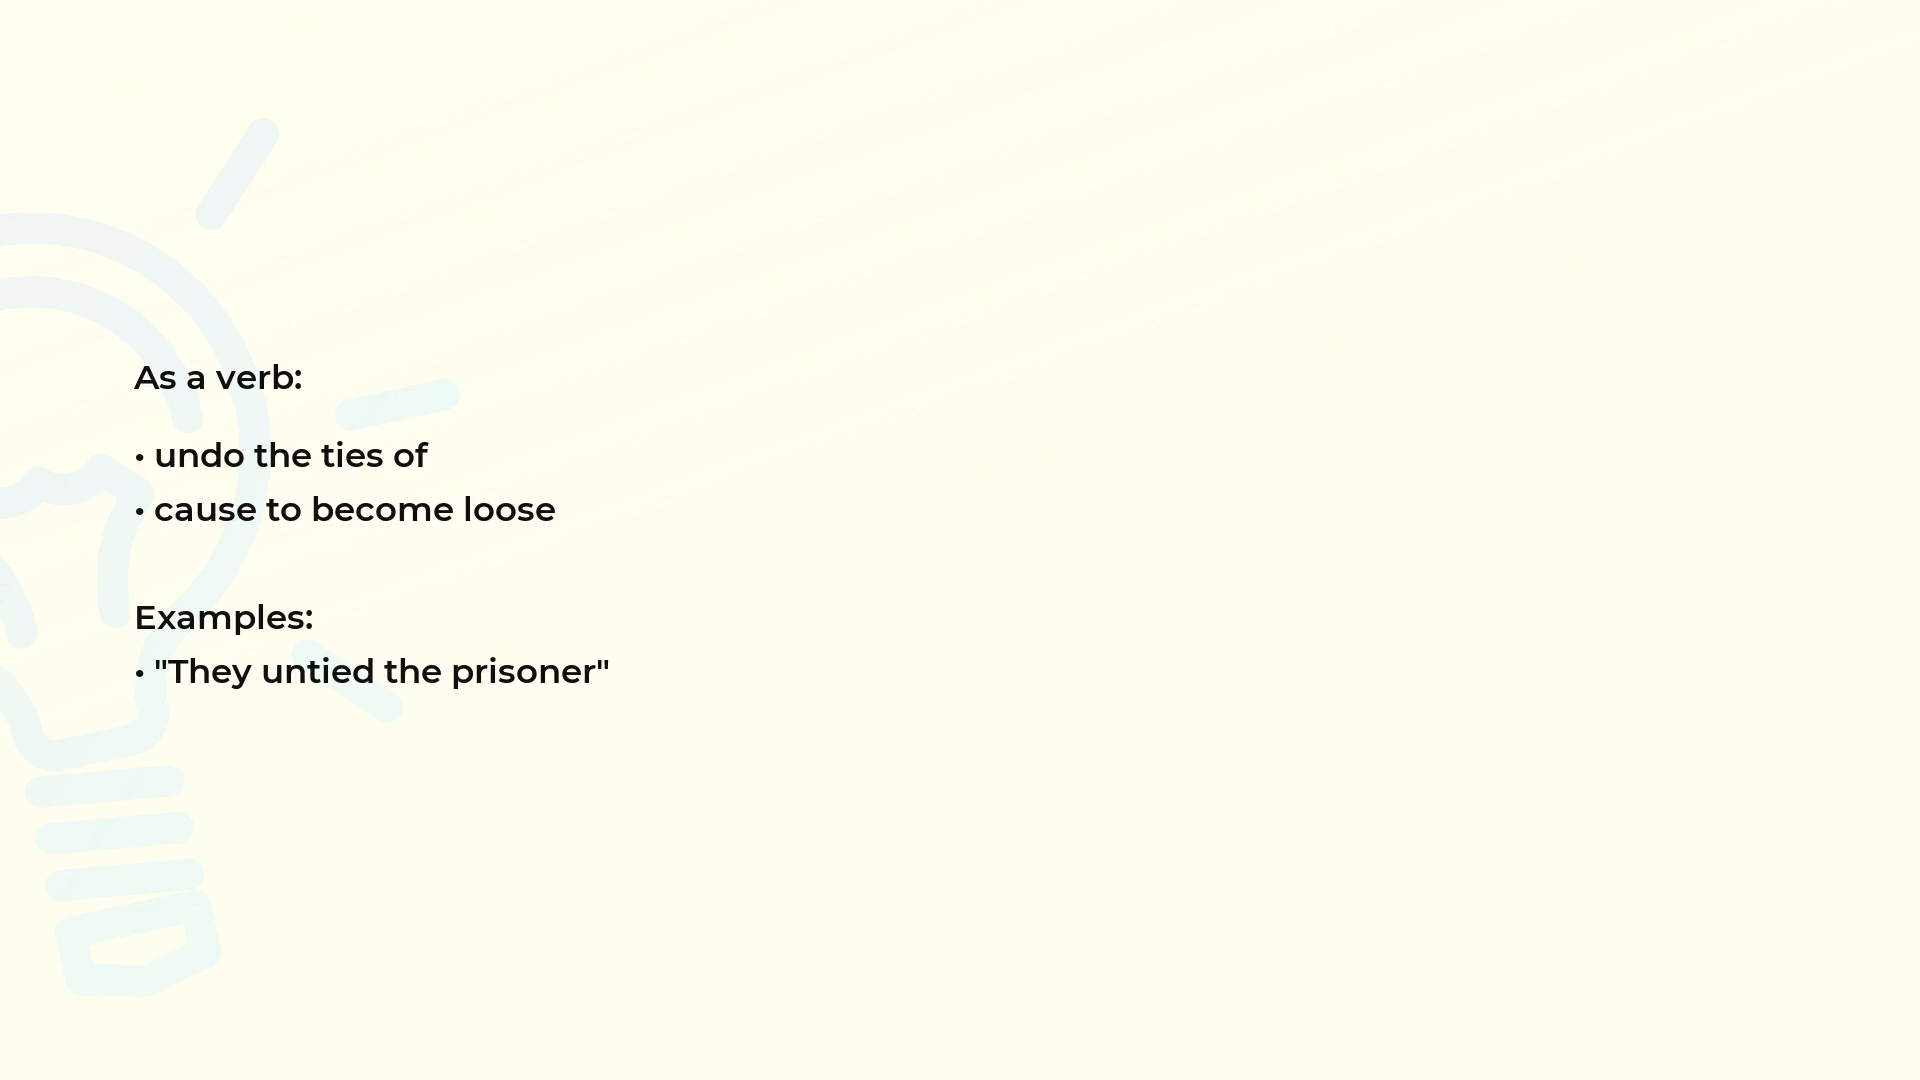 As a verb:
• undo the ties of
• cause to become loose
Examples:
• "They untied the prisoner"